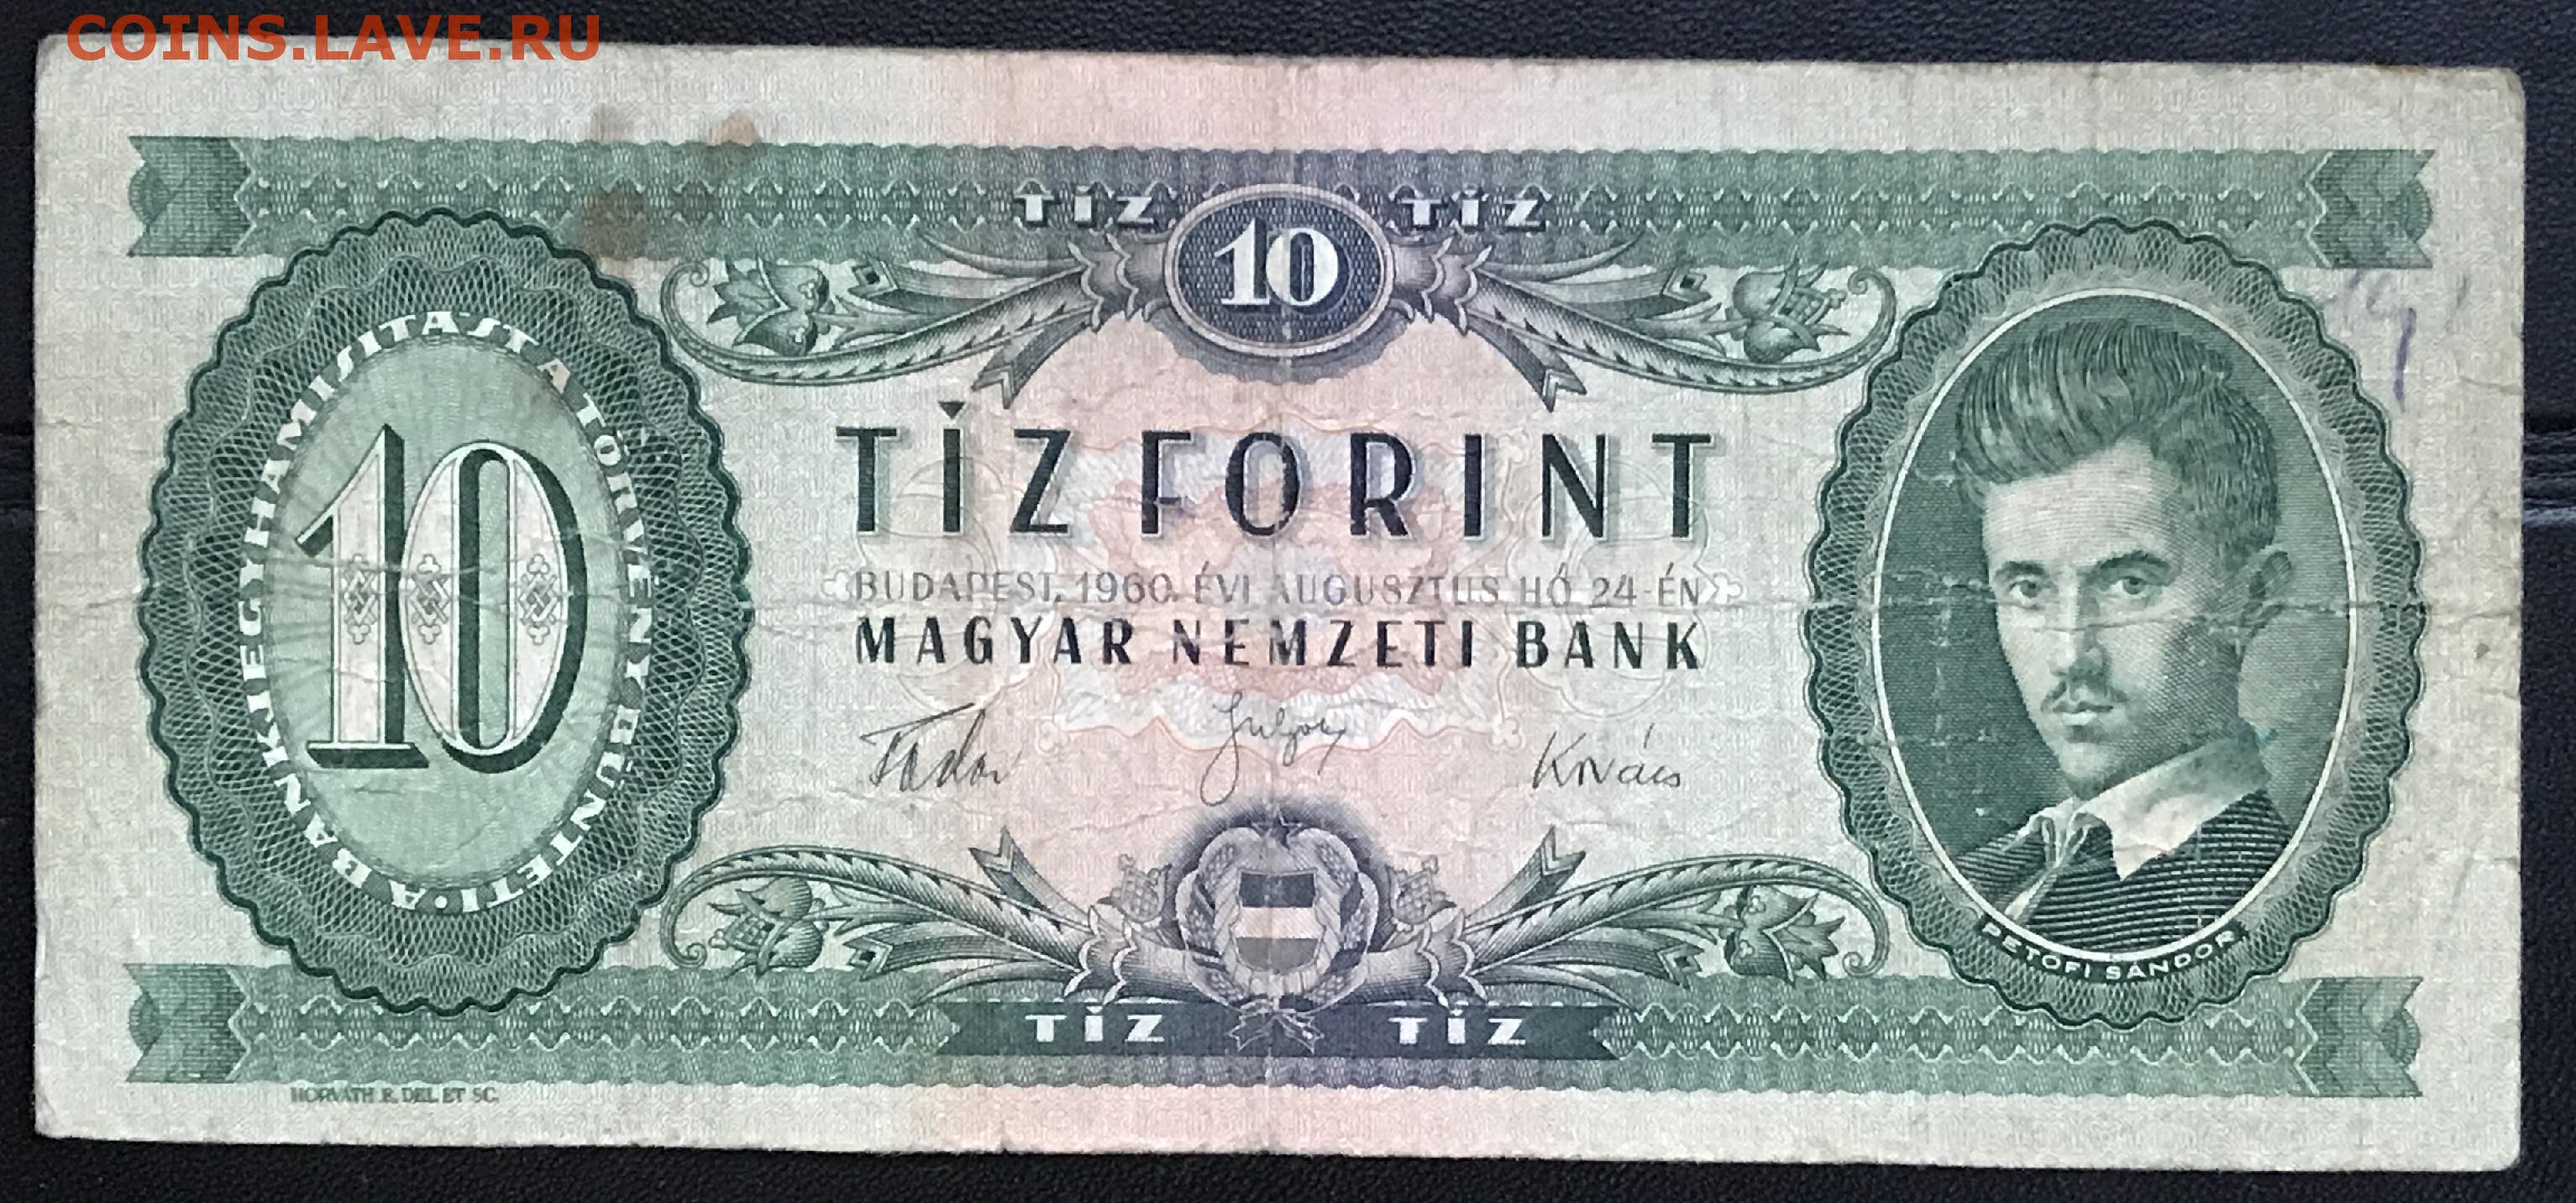 COINS.LAVE.RU
TÍZ 10 TÍZ
A BANKJEGYHAMISITÁST A TÖRVÉNY BÜNTETI •
10
TÍZ FORINT
BUDAPEST, 1960. ÉVI AUGUSZTUS HÓ 24-ÉN
MAGYAR NEMZETI BANK
Kovács
PETŐFI SÁNDOR
TÍZ TÍZ
HORVÁTH E. DEL. ET SC.